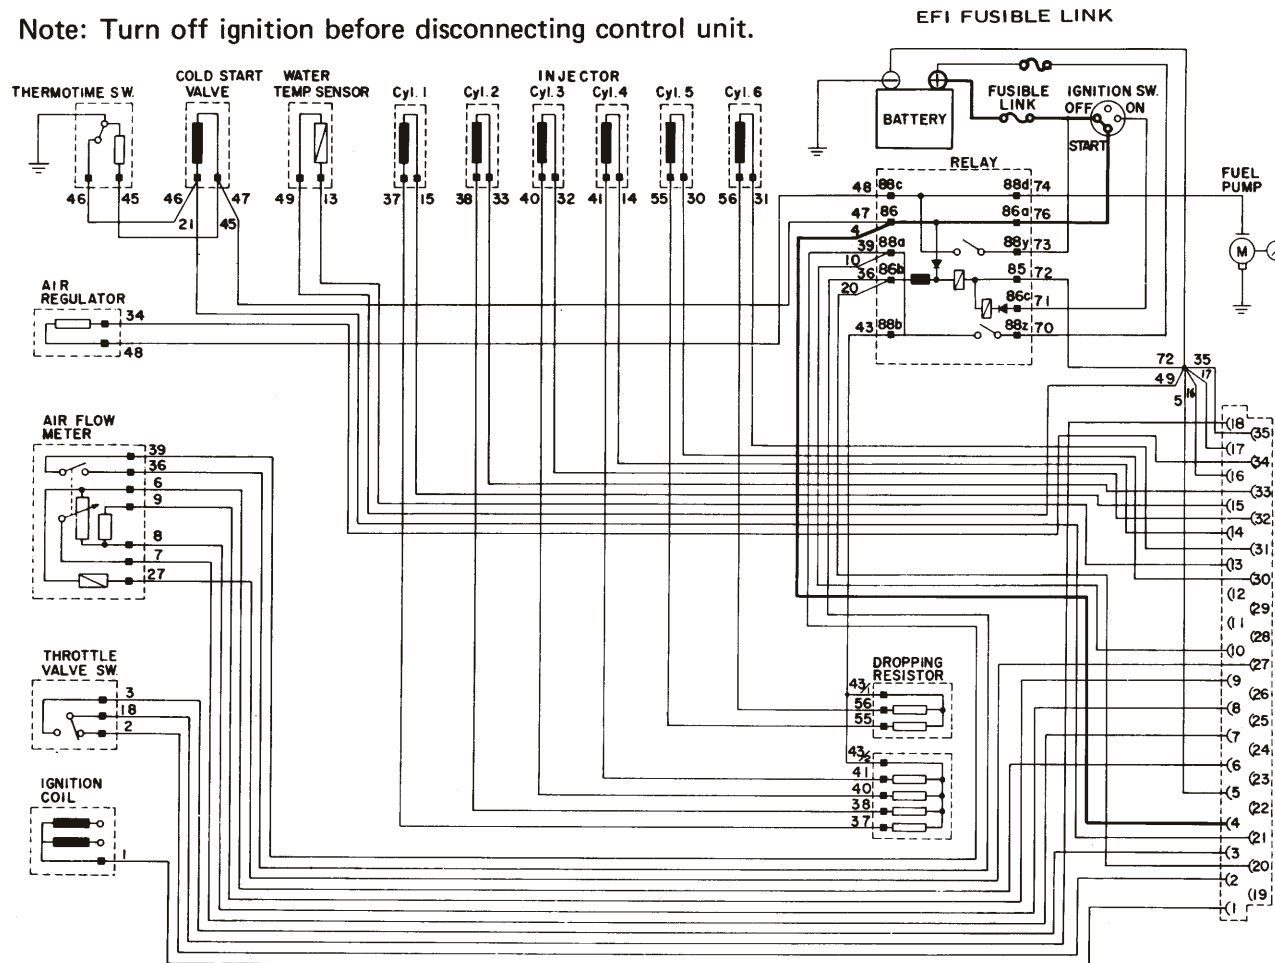 Note: Turn off ignition before disconnecting control unit.
EFI FUSIBLE LINK
THERMOTIME SW.
COLD START
VALVE
WATER
TEMP SENSOR
INJECTOR
Cyl. 1
Cyl. 2
Cyl. 3
Cyl. 4
Cyl. 5
Cyl. 6
FUSIBLE
LINK
IGNITION SW.
OFF
ON
START
BATTERY
RELAY
FUEL
PUMP
M
46
45
46
47
21
45
49
13
37
15
38
33
40
32
41
14
55
30
56
31
48
88c
88d
74
47
86
86a
76
4
39
88a
88y
73
10
36
86b
85
72
20
86c
71
43
88b
88z
70
72
35
17
49
16
5
AIR
REGULATOR
34
48
AIR FLOW
METER
39
36
6
9
8
7
27
THROTTLE
VALVE SW.
3
18
2
IGNITION
COIL
1
DROPPING
RESISTOR
43/1
56
55
43/2
41
40
38
37
(18
(35
(17
(34
(16
(33
(15
(32
(14
(31
(13
(30
(12
(29
(11
(28
(10
(27
(9
(26
(8
(25
(7
(24
(6
(23
(5
(22
(4
(21
(3
(20
(2
(19
(1